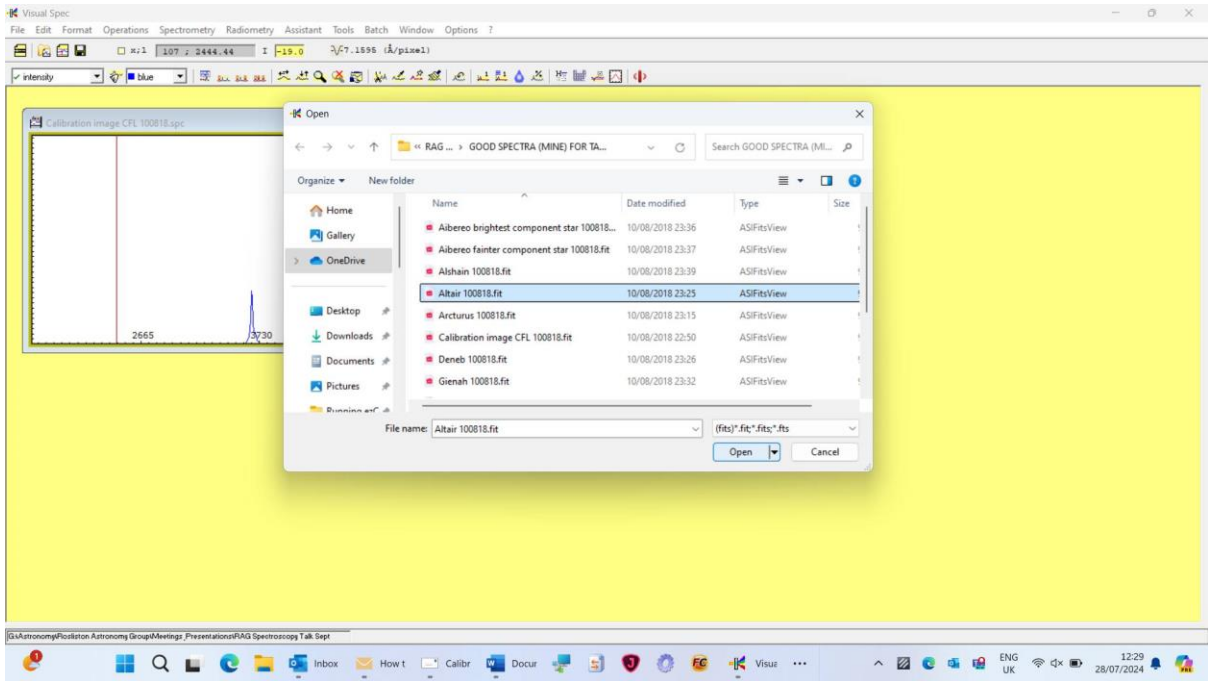 Visual Spec
File Edit Format Operations Spectrometry Radiometry Assistant Tools Batch Window Options ?
x;1 107 ; 2444.44 I -19.0 7.1595 (Å/pixel)
intensity blue
Calibration image CFL 100818.spc
2665 3730
Open
« RAG ... › GOOD SPECTRA (MINE) FOR TA... Search GOOD SPECTRA (MI...
Organize New folder
Name Date modified Type Size
Home
Gallery
OneDrive
Desktop
Downloads
Documents
Pictures
Aibereo brightest component star 100818... 10/08/2018 23:36 ASIFitsView
Aibereo fainter component star 100818.fit 10/08/2018 23:37 ASIFitsView
Alshain 100818.fit 10/08/2018 23:39 ASIFitsView
Altair 100818.fit 10/08/2018 23:25 ASIFitsView
Arcturus 100818.fit 10/08/2018 23:15 ASIFitsView
Calibration image CFL 100818.fit 10/08/2018 22:50 ASIFitsView
Deneb 100818.fit 10/08/2018 23:26 ASIFitsView
Gienah 100818.fit 10/08/2018 23:32 ASIFitsView
File name: Altair 100818.fit (fits)*.fit;*.fits;*.fts
Open Cancel
G:\Astronomy\Rosliston Astronomy Group\Meetings_Presentations\RAG Spectroscopy Talk Sept
Inbox How t Calibr Docur FC Visua ENG UK 12:29 28/07/2024